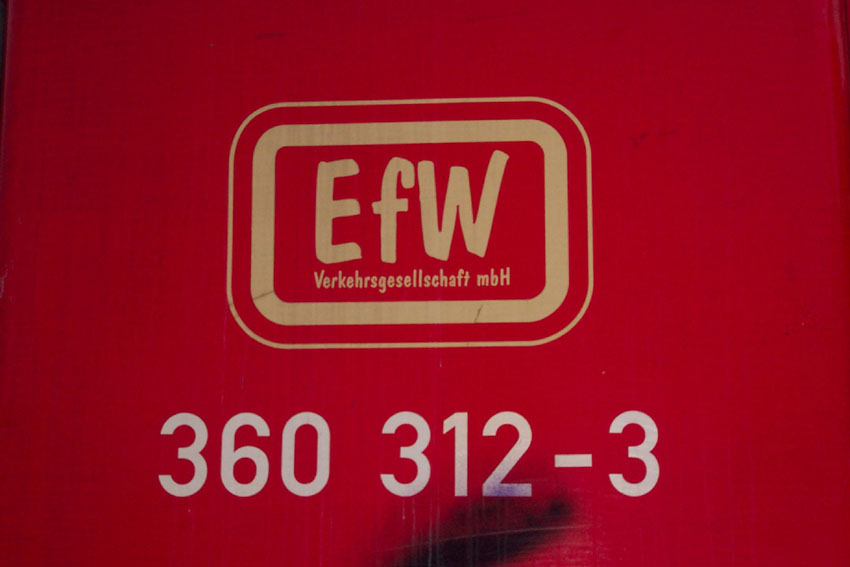 EfW
Verkehrsgesellschaft mbH
360 312-3